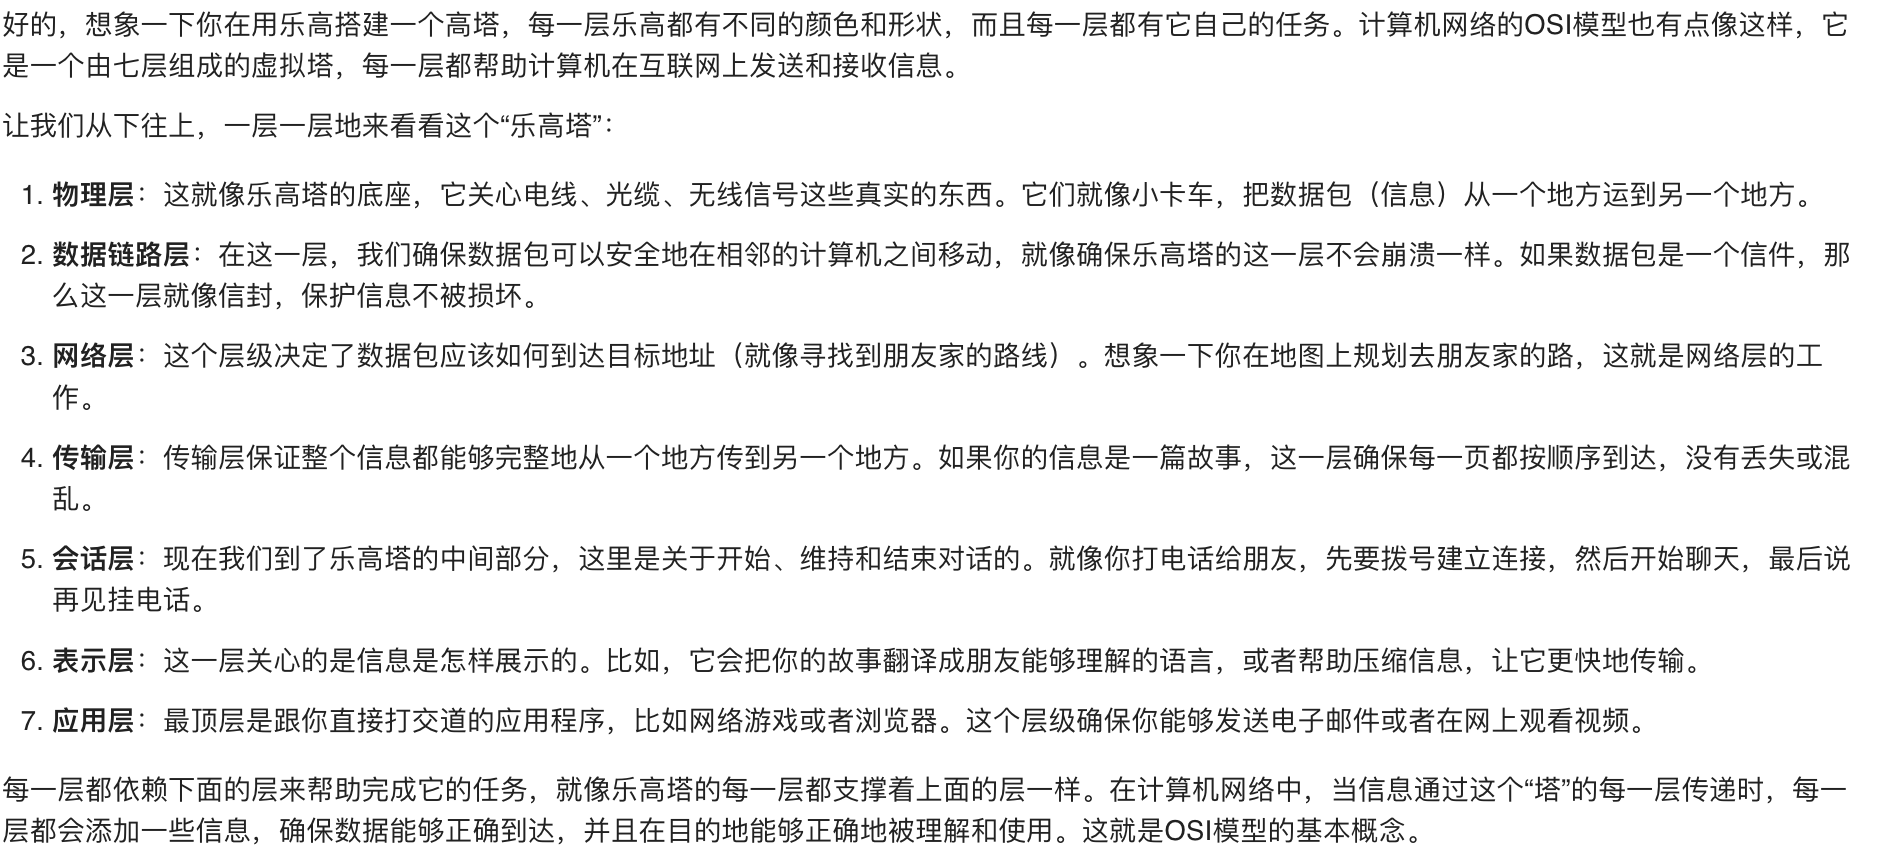 好的，想象一下你在用乐高搭建一个高塔，每一层乐高都有不同的颜色和形状，而且每一层都有它自己的任务。计算机网络的OSI模型也有点像这样，它
是一个由七层组成的虚拟塔，每一层都帮助计算机在互联网上发送和接收信息。
让我们从下往上，一层一层地来看看这个“乐高塔”：
1. 物理层：这就像乐高塔的底座，它关心电线、光缆、无线信号这些真实的东西。它们就像小卡车，把数据包（信息）从一个地方运到另一个地方。
2. 数据链路层：在这一层，我们确保数据包可以安全地在相邻的计算机之间移动，就像确保乐高塔的这一层不会崩溃一样。如果数据包是一个信件，那
么这一层就像信封，保护信息不被损坏。
3. 网络层：这个层级决定了数据包应该如何到达目标地址（就像寻找到朋友家的路线）。想象一下你在地图上规划去朋友家的路，这就是网络层的工
作。
4. 传输层：传输层保证整个信息都能够完整地从一个地方传到另一个地方。如果你的信息是一篇故事，这一层确保每一页都按顺序到达，没有丢失或混
乱。
5. 会话层：现在我们到了乐高塔的中间部分，这里是关于开始、维持和结束对话的。就像你打电话给朋友，先要拨号建立连接，然后开始聊天，最后说
再见挂电话。
6. 表示层：这一层关心的是信息是怎样展示的。比如，它会把你的故事翻译成朋友能够理解的语言，或者帮助压缩信息，让它更快地传输。
7. 应用层：最顶层是跟你直接打交道的应用程序，比如网络游戏或者浏览器。这个层级确保你能够发送电子邮件或者在网上观看视频。
每一层都依赖下面的层来帮助完成它的任务，就像乐高塔的每一层都支撑着上面的层一样。在计算机网络中，当信息通过这个“塔”的每一层传递时，每一
层都会添加一些信息，确保数据能够正确到达，并且在目的地能够正确地被理解和使用。这就是OSI模型的基本概念。